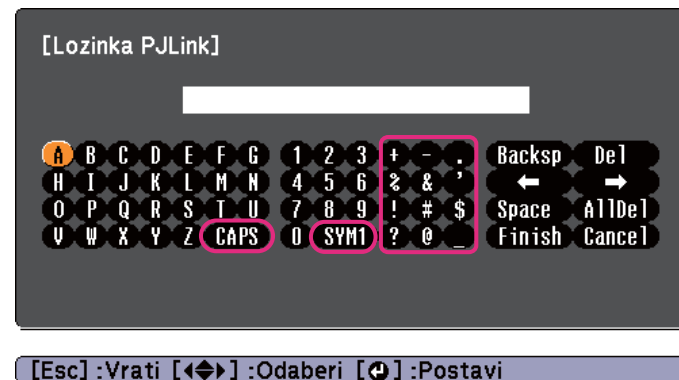 [Lozinka PJLink]
A B C D E F G 1 2 3 + - . Backsp Del
H I J K L M N 4 5 6 % & ' ← →
O P Q R S T U 7 8 9 ! # $ Space AllDel
V W X Y Z CAPS 0 SYM1 ? @ _ Finish Cancel
[Esc] :Vrati [◀◆▶] :Odaberi [↵] :Postavi